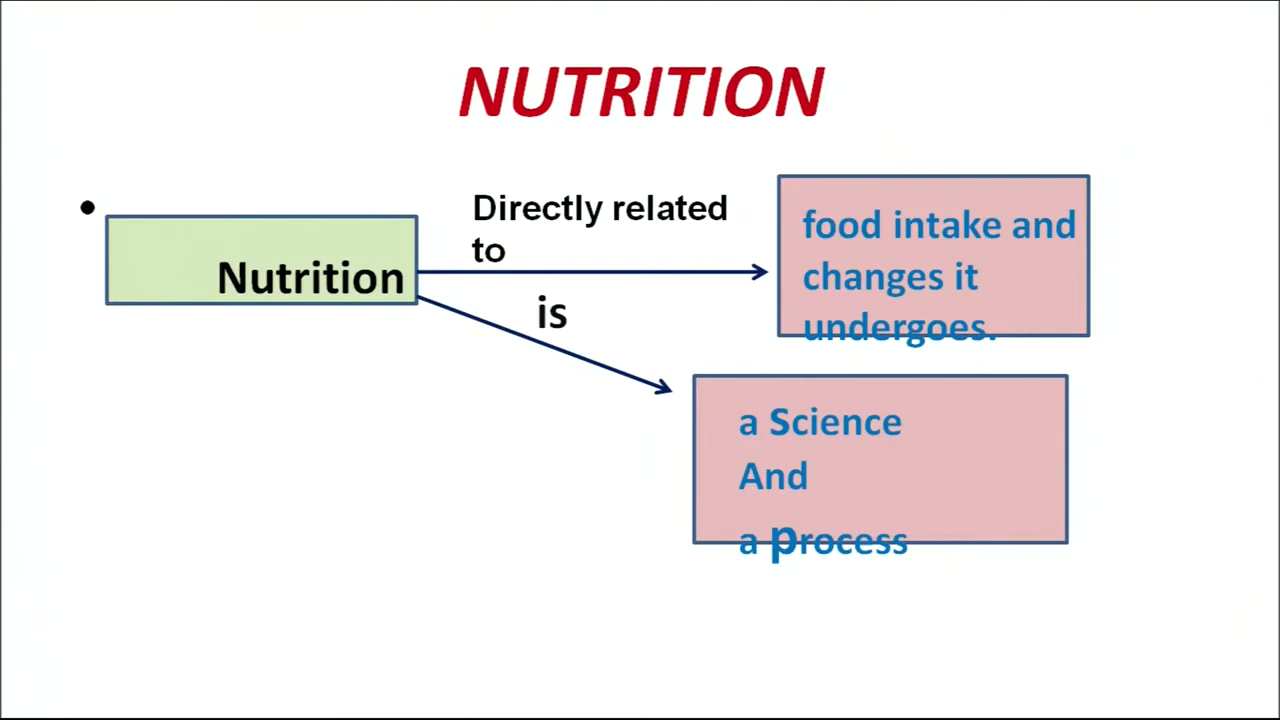 NUTRITION
• Nutrition
Directly related
to
food intake and
changes it
undergoes.
is
a Science
And
a process